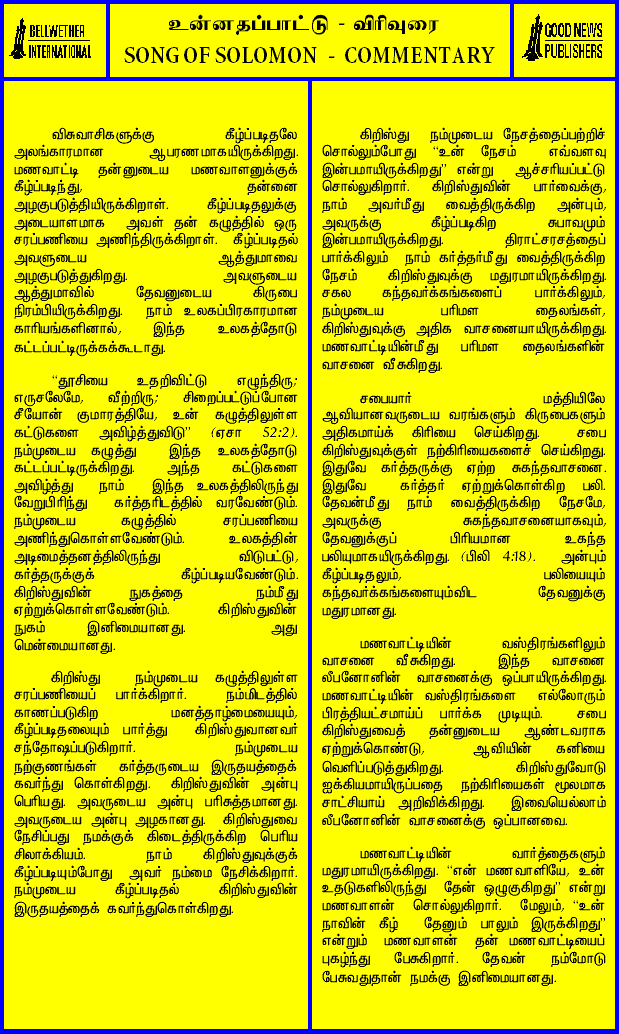 BELLWETHER
INTERNATIONAL
உன்னதப்பாட்டு - விரிவுரை
SONG OF SOLOMON - COMMENTARY
GOOD NEWS
PUBLISHERS
விசுவாசிகளுக்கு கீழ்ப்படிதலே
அலங்காரமான ஆபரணமாகயிருக்கிறது.
மணவாட்டி தன்னுடைய மணவாளனுக்குக்
கீழ்ப்படிந்து, தன்னை
அழகுபடுத்தியிருக்கிறாள். கீழ்ப்படிதலுக்கு
அடையாளமாக அவள் தன் கழுத்தில் ஒரு
சரப்பணியை அணிந்திருக்கிறாள். கீழ்ப்படிதல்
அவளுடைய ஆத்துமாவை
அழகுபடுத்துகிறது. அவளுடைய
ஆத்துமாவில் தேவனுடைய கிருபை
நிரம்பியிருக்கிறது. நாம் உலகப்பிரகாரமான
காரியங்களினால், இந்த உலகத்தோடு
கட்டப்பட்டிருக்கக்கூடாது.
“தூசியை உதறிவிட்டு எழுந்திரு;
எருசலேமே, வீற்றிரு; சிறைப்பட்டுப்போன
சீயோன் குமாரத்தியே, உன் கழுத்திலுள்ள
கட்டுகளை அவிழ்த்துவிடு” (ஏசா 52:2).
நம்முடைய கழுத்து இந்த உலகத்தோடு
கட்டப்பட்டிருக்கிறது. அந்த கட்டுகளை
அவிழ்த்து நாம் இந்த உலகத்திலிருந்து
வேறுபிரிந்து கர்த்தரிடத்தில் வரவேண்டும்.
நம்முடைய கழுத்தில் சரப்பணியை
அணிந்துகொள்ளவேண்டும். உலகத்தின்
அடிமைத்தனத்திலிருந்து விடுபட்டு,
கர்த்தருக்குக் கீழ்ப்படியவேண்டும்.
கிறிஸ்துவின் நுகத்தை நம்மீது
ஏற்றுக்கொள்ளவேண்டும். கிறிஸ்துவின்
நுகம் இனிமையானது. அது
மென்மையானது.
கிறிஸ்து நம்முடைய கழுத்திலுள்ள
சரப்பணியைப் பார்க்கிறார். நம்மிடத்தில்
காணப்படுகிற மனத்தாழ்மையையும்,
கீழ்ப்படிதலையும் பார்த்து கிறிஸ்துவானவர்
சந்தோஷப்படுகிறார். நம்முடைய
நற்குணங்கள் கர்த்தருடைய இருதயத்தைக்
கவர்ந்து கொள்கிறது. கிறிஸ்துவின் அன்பு
பெரியது. அவருடைய அன்பு பரிசுத்தமானது.
அவருடைய அன்பு அழகானது. கிறிஸ்துவை
நேசிப்பது நமக்குக் கிடைத்திருக்கிற பெரிய
சிலாக்கியம். நாம் கிறிஸ்துவுக்குக்
கீழ்ப்படியும்போது அவர் நம்மை நேசிக்கிறார்.
நம்முடைய கீழ்ப்படிதல் கிறிஸ்துவின்
இருதயத்தைக் கவர்ந்துகொள்கிறது.
கிறிஸ்து நம்முடைய நேசத்தைப்பற்றிச்
சொல்லும்போது “உன் நேசம் எவ்வளவு
இன்பமாயிருக்கிறது” என்று ஆச்சரியப்பட்டு
சொல்லுகிறார். கிறிஸ்துவின் பார்வைக்கு,
நாம் அவர்மீது வைத்திருக்கிற அன்பும்,
அவருக்கு கீழ்ப்படிகிற சுபாவமும்
இன்பமாயிருக்கிறது. திராட்சரசத்தைப்
பார்க்கிலும் நாம் கர்த்தர்மீது வைத்திருக்கிற
நேசம் கிறிஸ்துவுக்கு மதுரமாயிருக்கிறது.
சகல கந்தவர்க்கங்களைப் பார்க்கிலும்,
நம்முடைய பரிமள தைலங்கள்,
கிறிஸ்துவுக்கு அதிக வாசனையாயிருக்கிறது.
மணவாட்டியின்மீது பரிமள தைலங்களின்
வாசனை வீசுகிறது.
சபையார் மத்தியிலே
ஆவியானவருடைய வரங்களும் கிருபைகளும்
அதிகமாய்க் கிரியை செய்கிறது. சபை
கிறிஸ்துவுக்குள் நற்கிரியைகளைச் செய்கிறது.
இதுவே கர்த்தருக்கு ஏற்ற சுகந்தவாசனை.
இதுவே கர்த்தர் ஏற்றுக்கொள்கிற பலி.
தேவன்மீது நாம் வைத்திருக்கிற நேசமே,
அவருக்கு சுகந்தவாசனையாகவும்,
தேவனுக்குப் பிரியமான உகந்த
பலியுமாகயிருக்கிறது. (பிலி 4:18). அன்பும்
கீழ்ப்படிதலும், பலியையும்
கந்தவர்க்கங்களையும்விட தேவனுக்கு
மதுரமானது.
மணவாட்டியின் வஸ்திரங்களிலும்
வாசனை வீசுகிறது. இந்த வாசனை
லீபனோனின் வாசனைக்கு ஒப்பாயிருக்கிறது.
மணவாட்டியின் வஸ்திரங்களை எல்லோரும்
பிரத்தியட்சமாய்ப் பார்க்க முடியும். சபை
கிறிஸ்துவைத் தன்னுடைய ஆண்டவராக
ஏற்றுக்கொண்டு, ஆவியின் கனியை
வெளிப்படுத்துகிறது. கிறிஸ்துவோடு
ஐக்கியமாயிருப்பதை நற்கிரியைகள் மூலமாக
சாட்சியாய் அறிவிக்கிறது. இவையெல்லாம்
லீபனோனின் வாசனைக்கு ஒப்பானவை.
மணவாட்டியின் வார்த்தைகளும்
மதுரமாயிருக்கிறது. “என் மணவாளியே, உன்
உதடுகளிலிருந்து தேன் ஒழுகுகிறது” என்று
மணவாளன் சொல்லுகிறார். மேலும், “உன்
நாவின் கீழ் தேனும் பாலும் இருக்கிறது”
என்றும் மணவாளன் தன் மணவாட்டியைப்
புகழ்ந்து பேசுகிறார். தேவன் நம்மோடு
பேசுவதுதான் நமக்கு இனிமையானது.